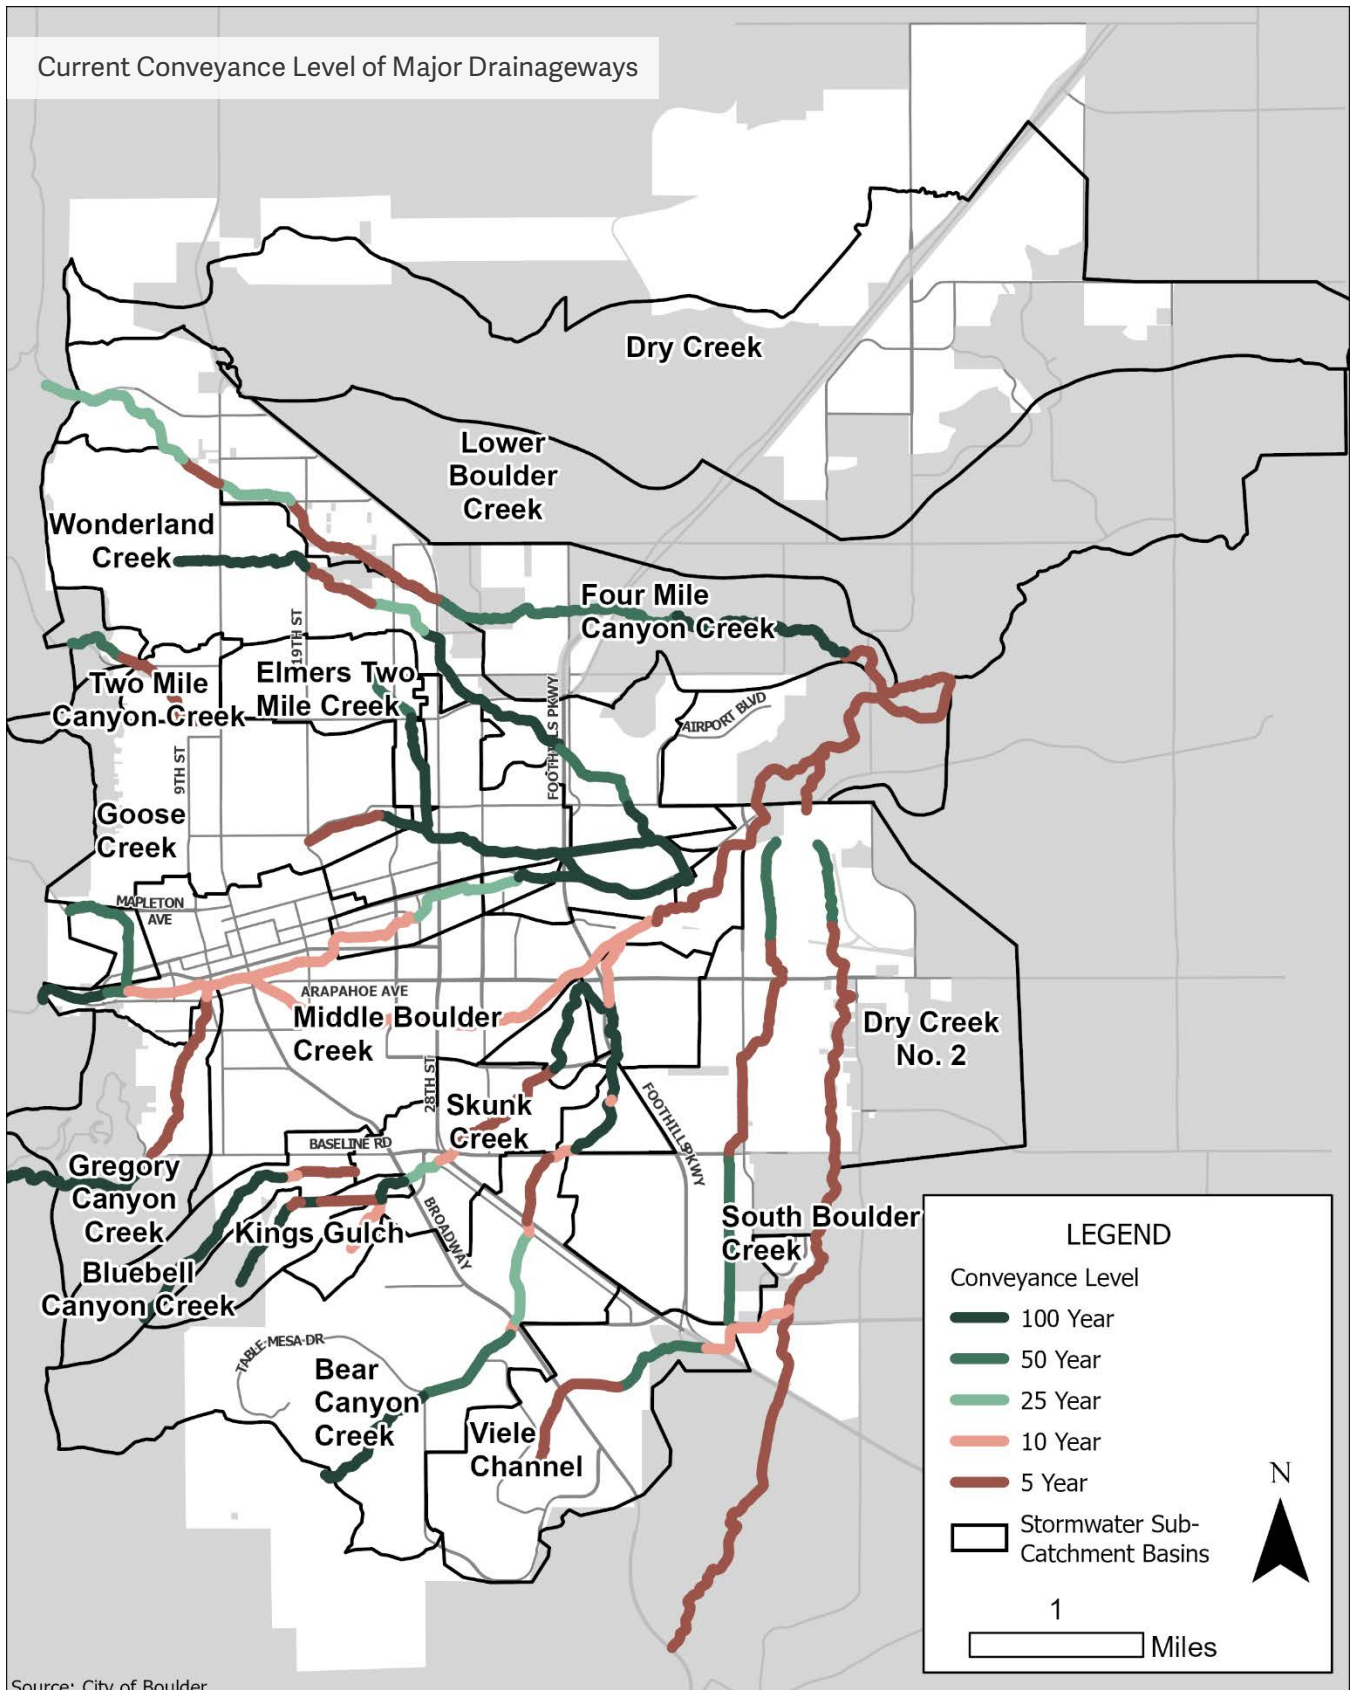 Current Conveyance Level of Major Drainageways
Dry Creek
Lower
Boulder
Creek
Wonderland
Creek
Four Mile
Canyon Creek
19TH ST
Elmers Two
Mile Creek
Two Mile
Canyon Creek
FOOTHILLS PKWY
AIRPORT BLVD
9TH ST
Goose
Creek
MAPLETON
AVE
ARAPAHOE AVE
Middle Boulder
Creek
Dry Creek
No. 2
28TH ST
Skunk
Creek
FOOTHILLS PKWY
BASELINE RD
Gregory
Canyon
Creek
Kings Gulch
BROADWAY
South Boulder
Creek
Bluebell
Canyon Creek
TABLE MESA DR
Bear
Canyon
Creek
Viele
Channel
LEGEND
Conveyance Level
100 Year
50 Year
25 Year
10 Year
5 Year
Stormwater Sub-
Catchment Basins
N
1
Miles
Source: City of Boulder